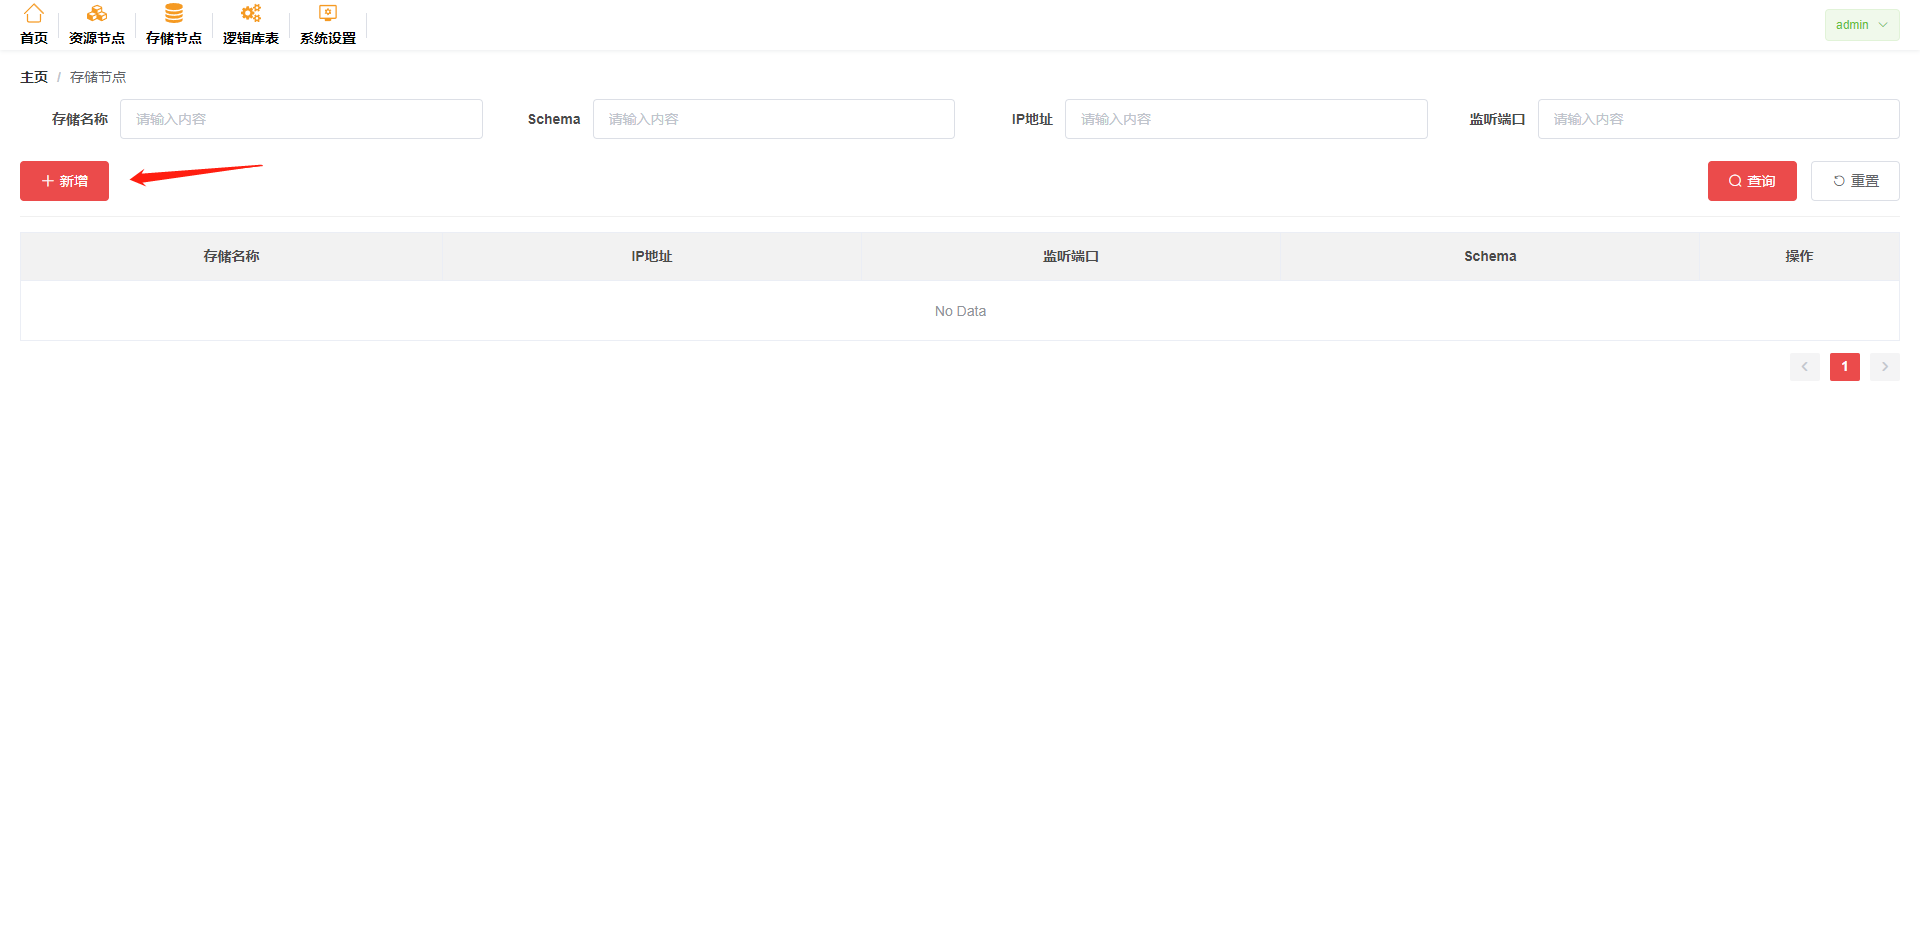 首页 资源节点 存储节点 逻辑库表 系统设置 admin
主页 / 存储节点
存储名称 请输入内容 Schema 请输入内容 IP地址 请输入内容 监听端口 请输入内容
新增 查询 重置
存储名称 IP地址 监听端口 Schema 操作
No Data
1